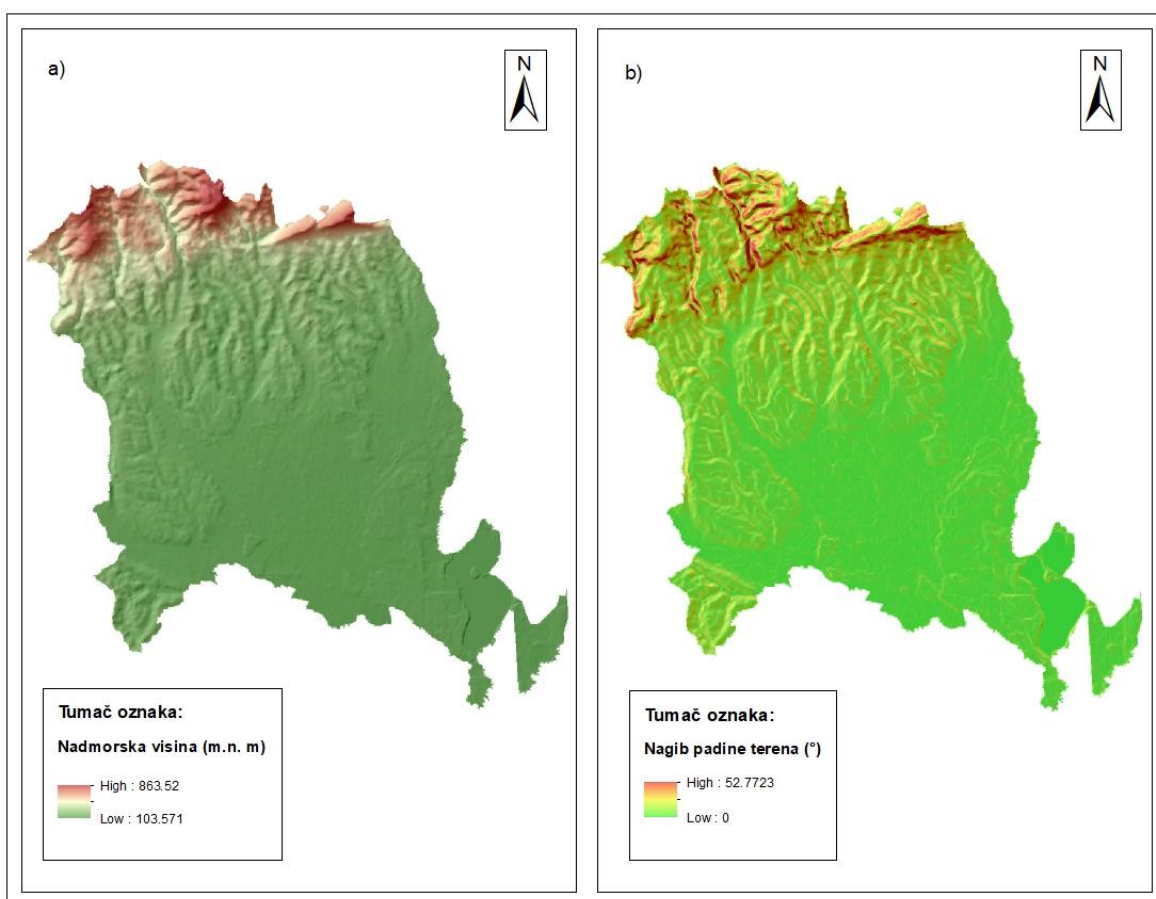 a)
N
Tumač oznaka:
Nadmorska visina (m.n. m)
High : 863.52
Low : 103.571
b)
N
Tumač oznaka:
Nagib padine terena (°)
High : 52.7723
Low : 0